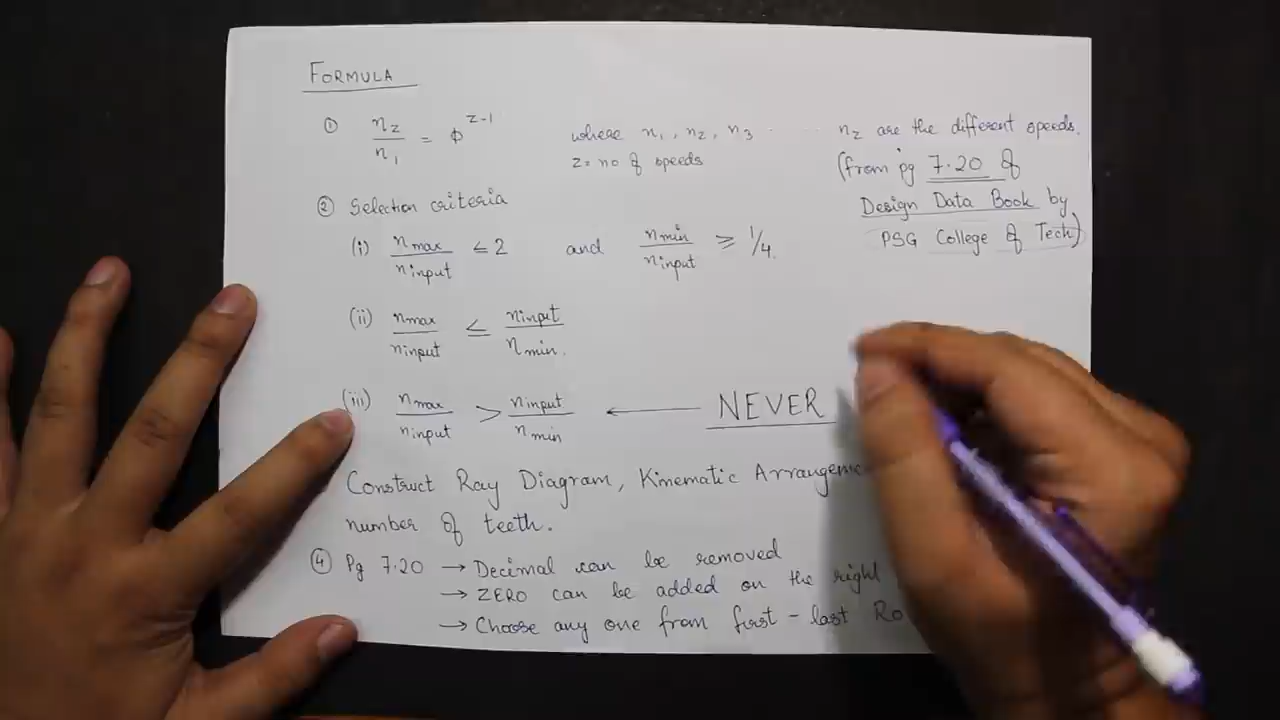 FORMULA
① nz/n1 = φ^z-1 where n1, n2, n3 ...... nz are the different speeds.
z= no of speeds (from pg 7.20 of
② Selection criteria Design Data Book by
PSG College of Tech)
(i) nmax/ninput ≤ 2 and nmin/ninput ≥ 1/4.
(ii) nmax/ninput ≤ ninput/nmin.
(iii) nmax/ninput > ninput/nmin ← NEVER
Construct Ray Diagram, Kinematic
number of teeth.
④ Pg 7.20 → Decimal can be removed
→ ZERO can be added on the right
→ Choose any one from first - last